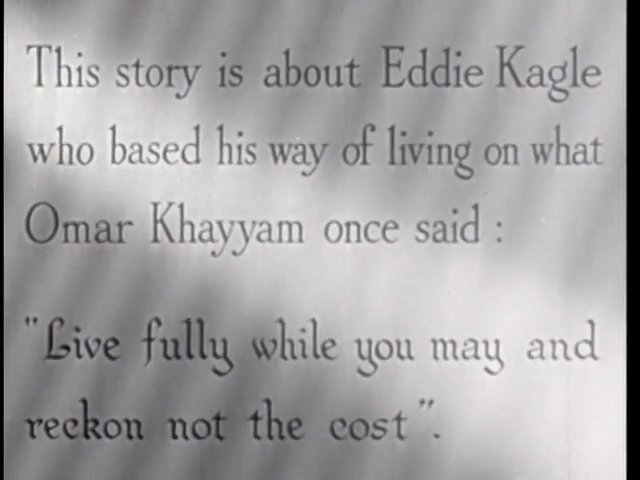 This story is about Eddie Kagle
who based his way of living on what
Omar Khayyam once said :
"Live fully while you may and
reckon not the cost".